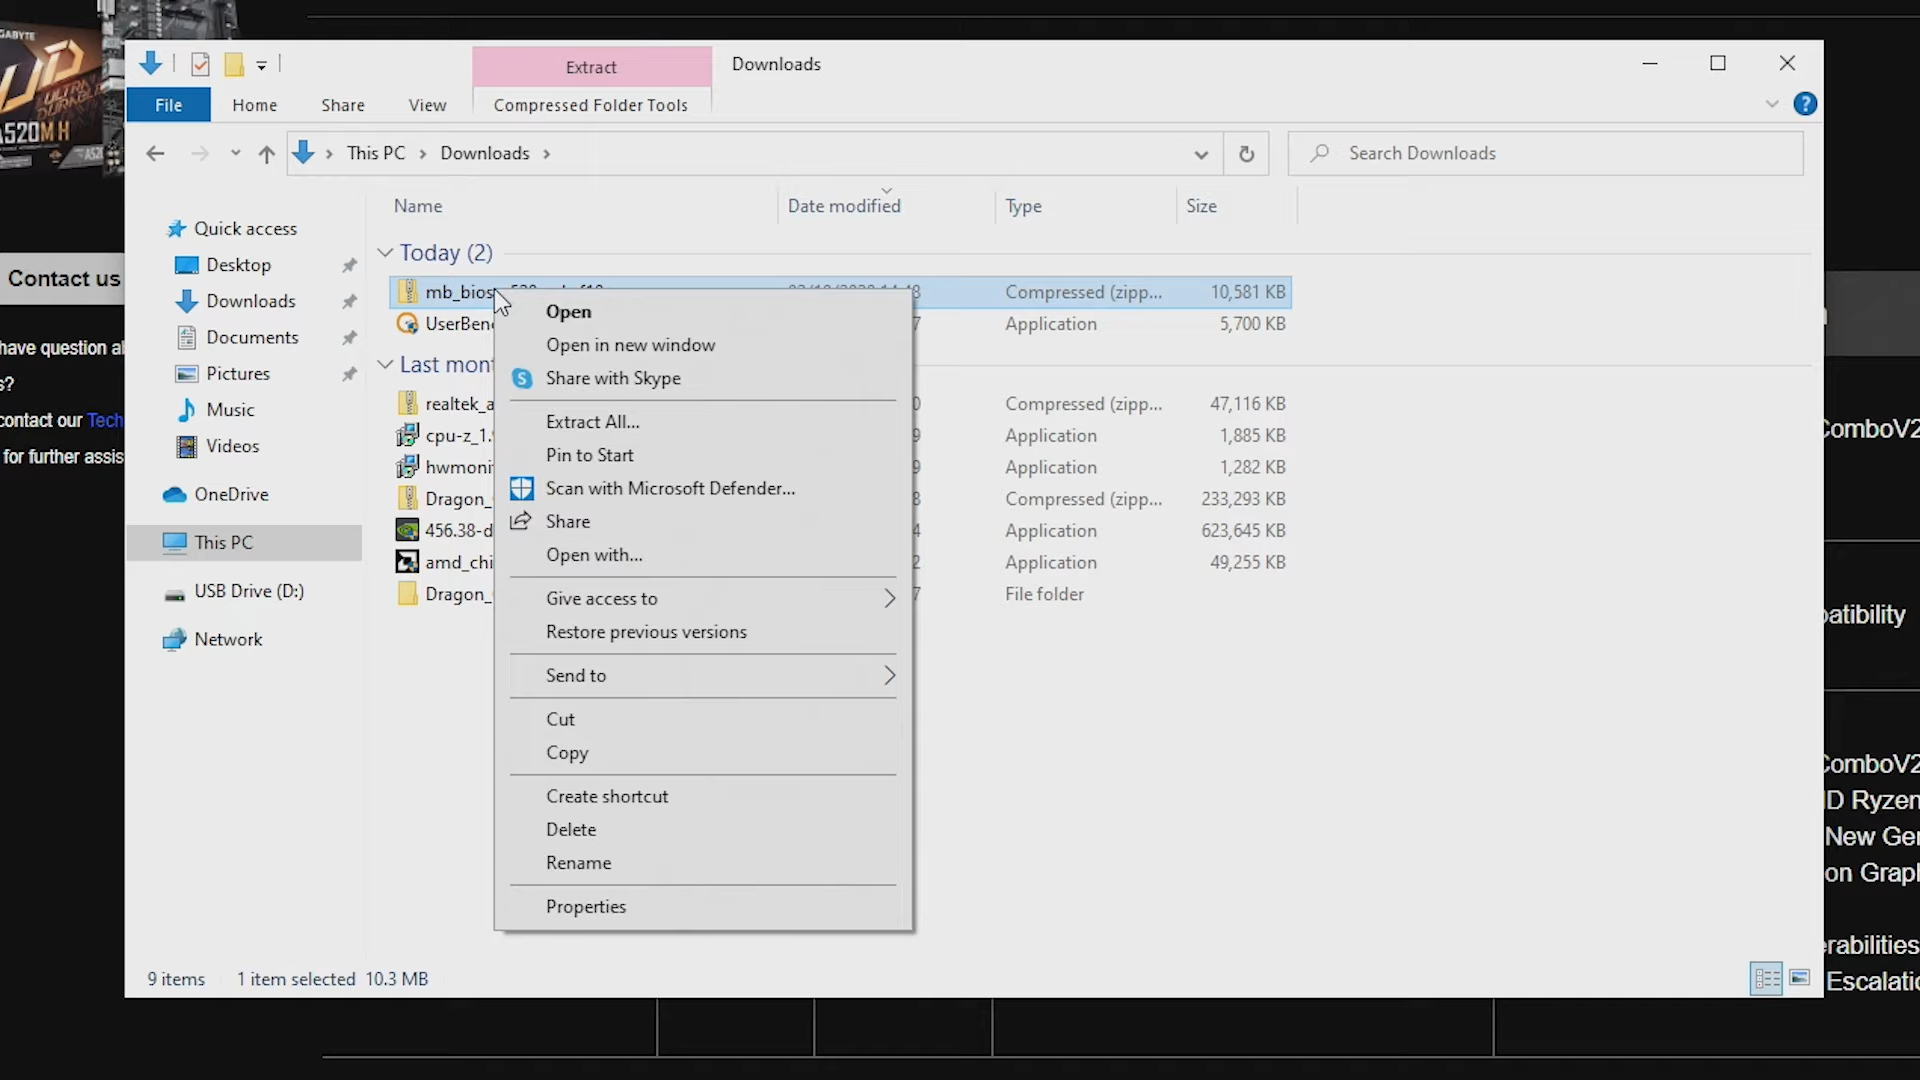 GABYTE
ULTRA
DURABLE
A520M H
Extract
Downloads
File
Home
Share
View
Compressed Folder Tools
This PC
Downloads
Search Downloads
Name
Date modified
Type
Size
Quick access
Desktop
Downloads
Documents
Pictures
Music
Videos
OneDrive
This PC
USB Drive (D:)
Network
Today (2)
mb_bios
Compressed (zipp...
10,581 KB
UserBen
Application
5,700 KB
Last mon
realtek_a
Compressed (zipp...
47,116 KB
cpu-z_1.
Application
1,885 KB
hwmoni
Application
1,282 KB
Dragon_
Compressed (zipp...
233,293 KB
456.38-d
Application
623,645 KB
amd_chi
Application
49,255 KB
Dragon_
File folder
Open
Open in new window
Share with Skype
Extract All...
Pin to Start
Scan with Microsoft Defender...
Share
Open with...
Give access to
Restore previous versions
Send to
Cut
Copy
Create shortcut
Delete
Rename
Properties
9 items
1 item selected
10.3 MB
Contact us
have question a
s?
contact our Tech
for further assis
ComboV2
patibility
ComboV2
D Ryzen
New Ger
on Graph
erabilities
Escalatio